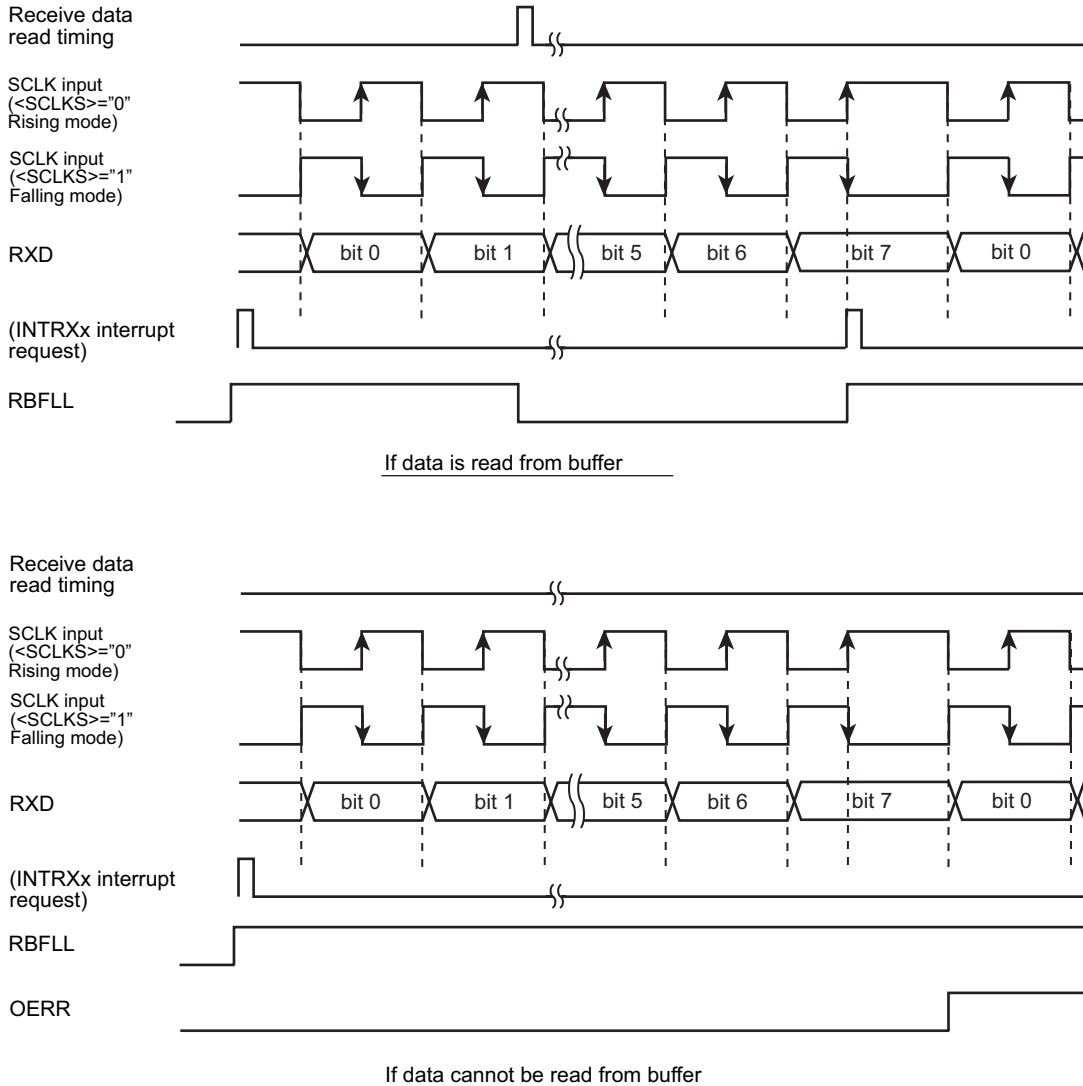 Receive data
read timing
SCLK input
(<SCLKS>="0"
Rising mode)
SCLK input
(<SCLKS>="1"
Falling mode)
RXD
bit 0
bit 1
bit 5
bit 6
bit 7
bit 0
(INTRXx interrupt
request)
RBFLL
If data is read from buffer
Receive data
read timing
SCLK input
(<SCLKS>="0"
Rising mode)
SCLK input
(<SCLKS>="1"
Falling mode)
RXD
bit 0
bit 1
bit 5
bit 6
bit 7
bit 0
(INTRXx interrupt
request)
RBFLL
OERR
If data cannot be read from buffer